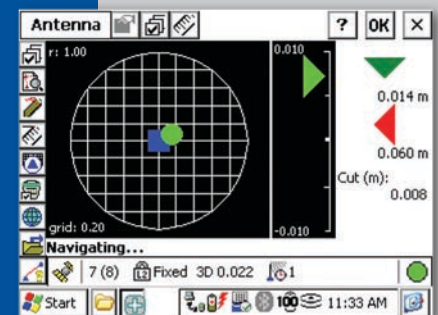 Antenna ? OK ×
r: 1.00
0.010
0.014 m
0.060 m
Cut (m):
0.008
grid: 0.20
-0.010
Navigating...
7 (8) L2 Fixed 3D 0.022 1
Start 100 11:33 AM